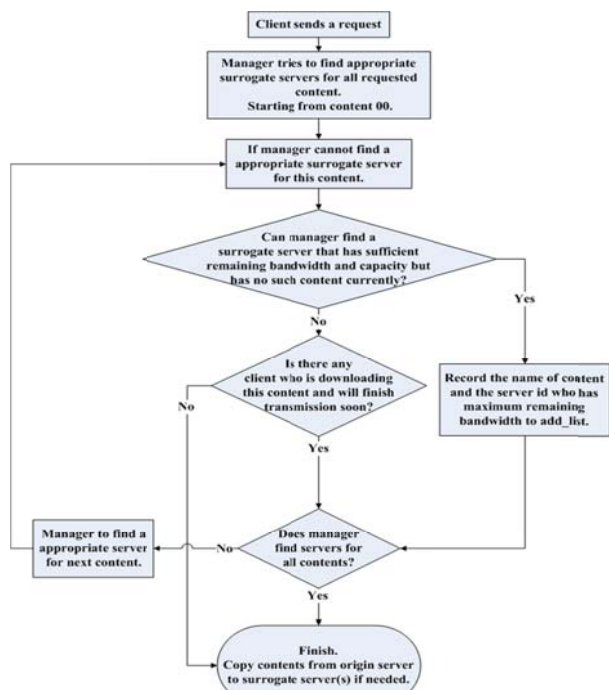 Client sends a request
Manager tries to find appropriate
surrogate servers for all requested
content.
Starting from content 00.
If manager cannot find a
appropriate surrogate server
for this content.
Can manager find a
surrogate server that has sufficient
remaining bandwidth and capacity but
has no such content currently?
Yes
No
Is there any
client who is downloading
this content and will finish
transmission soon?
Record the name of content
and the server id who has
maximum remaining
bandwidth to add_list.
No
Yes
Does manager
find servers for
all contents?
Manager to find a
appropriate server
for next content.
No
Yes
Finish.
Copy contents from origin server
to surrogate server(s) if needed.